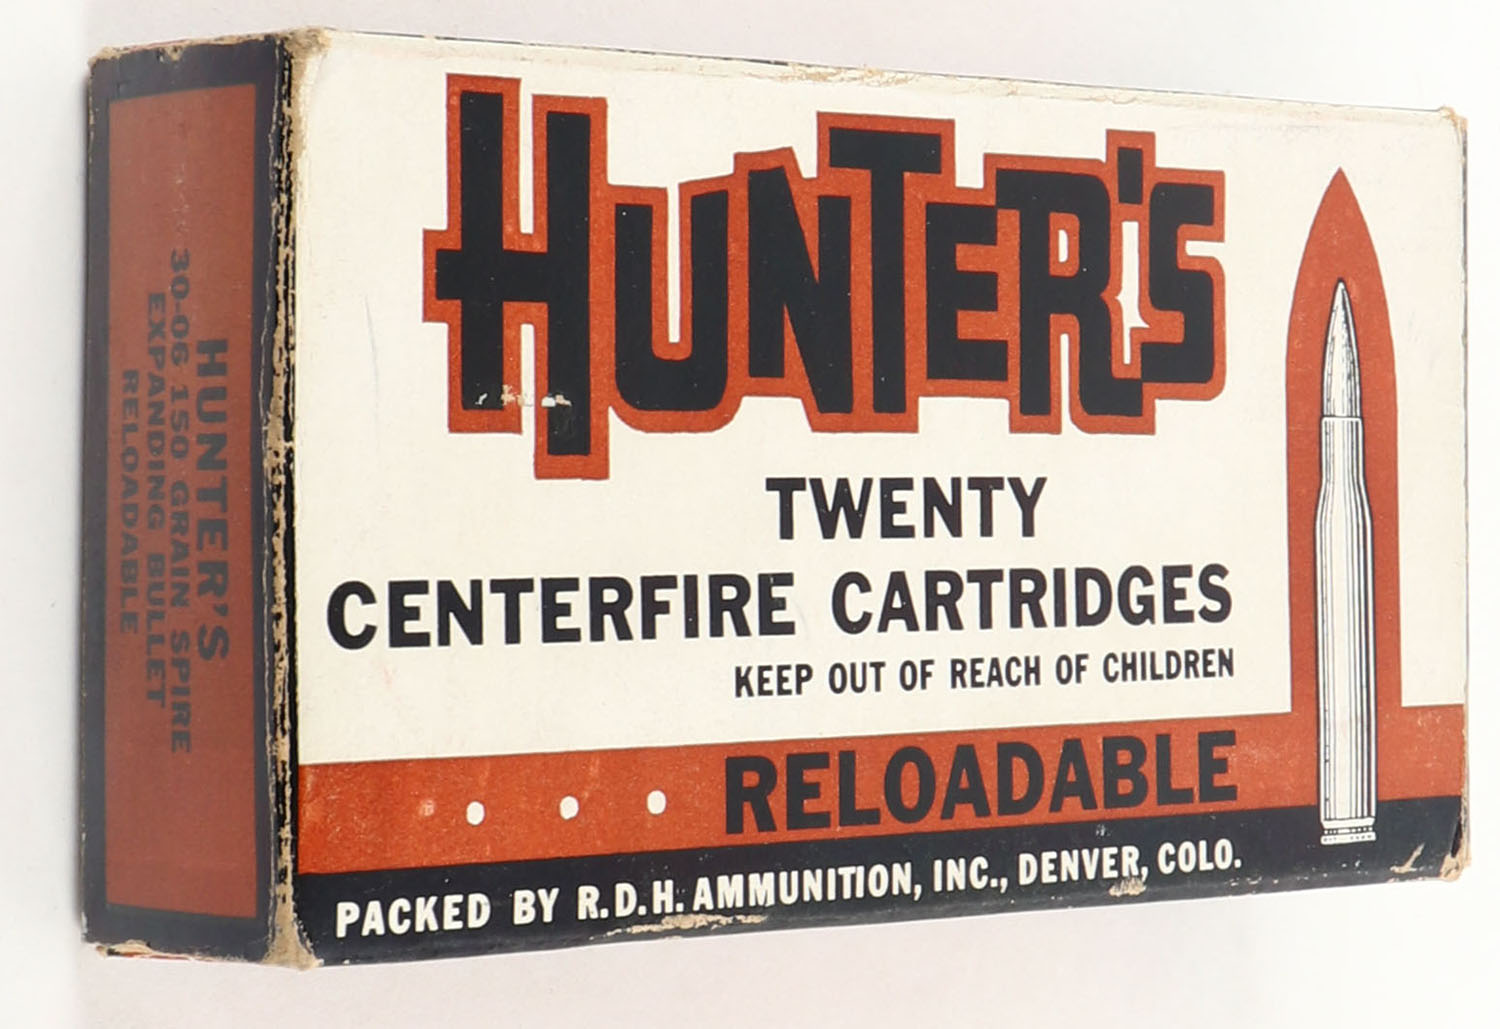 HUNTER'S
TWENTY
CENTERFIRE CARTRIDGES
KEEP OUT OF REACH OF CHILDREN
RELOADABLE
PACKED BY R.D.H. AMMUNITION, INC., DENVER, COLO.
HUNTER'S
30-06 150 GRAIN SPIRE
EXPANDING BULLET
RELOADABLE